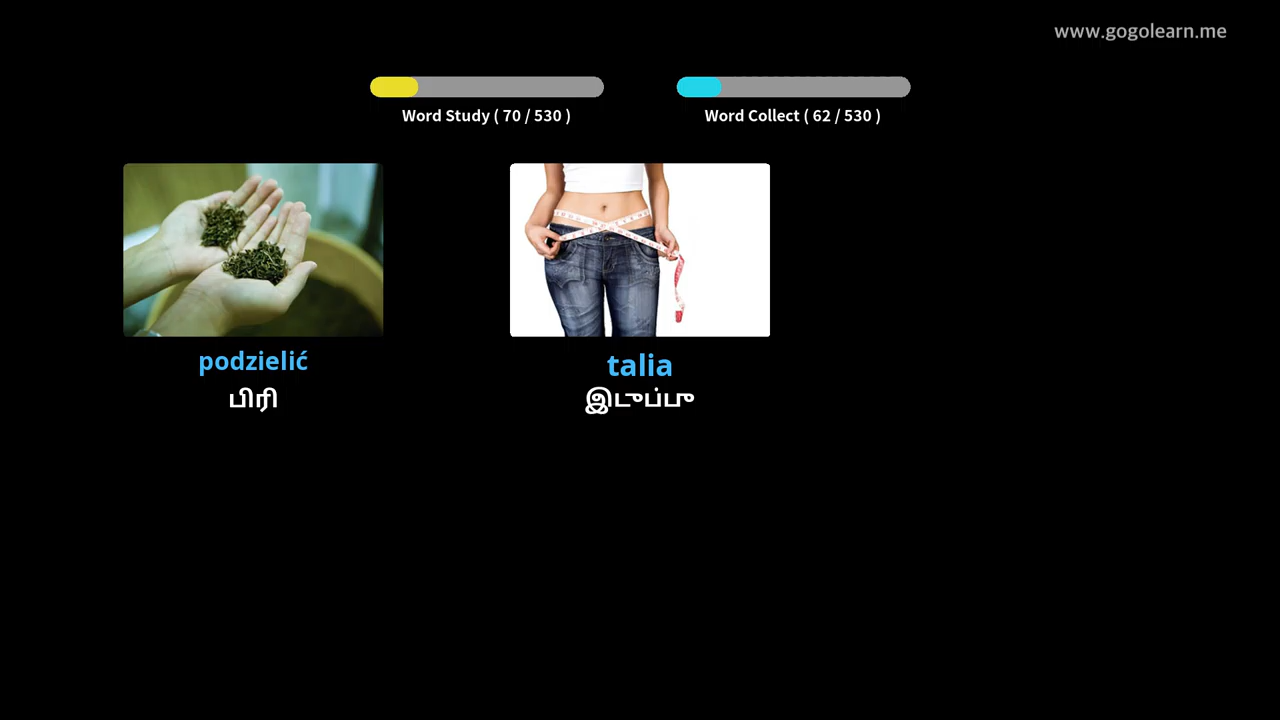 www.gogolearn.me
Word Study ( 70 / 530 )
Word Collect ( 62 / 530 )
podzielić
பிரி
talia
இடுப்பு